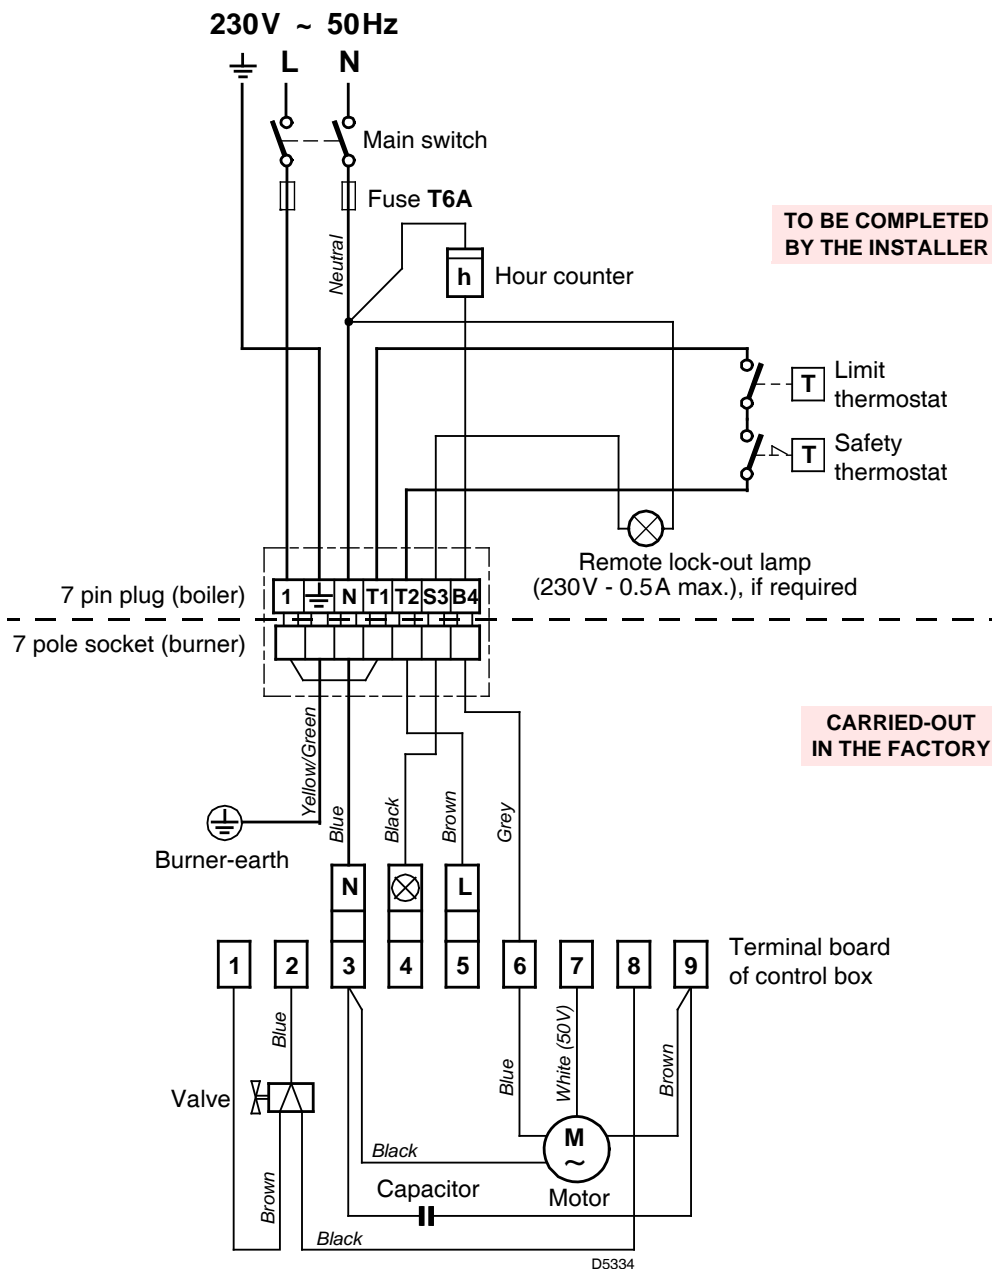 230V ~ 50Hz
L N
Main switch
Fuse T6A
Neutral
TO BE COMPLETED
BY THE INSTALLER
h
Hour counter
T
Limit
thermostat
T
Safety
thermostat
Remote lock-out lamp
(230V - 0.5A max.), if required
7 pin plug (boiler)
1 N T1 T2 S3 B4
7 pole socket (burner)
CARRIED-OUT
IN THE FACTORY
Yellow/Green
Blue
Black
Brown
Grey
Burner-earth
N L
1 2 3 4 5 6 7 8 9
Terminal board
of control box
Blue
Blue
White (50V)
Brown
Valve
M
~
Motor
Black
Capacitor
Brown
Black
D5334